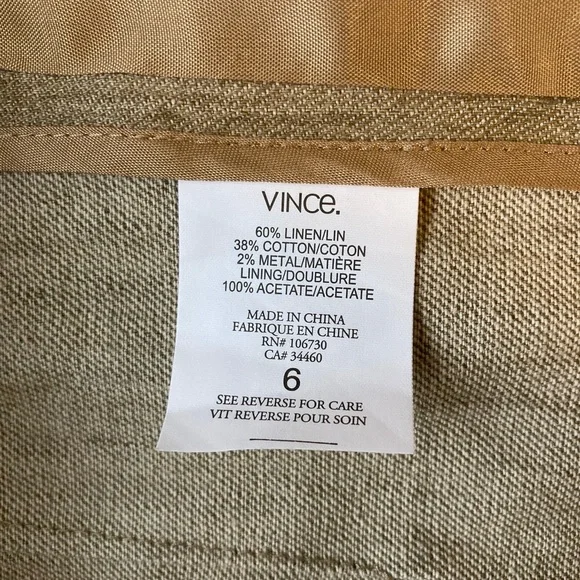 VINCE.
60% LINEN/LIN
38% COTTON/COTON
2% METAL/MATIÈRE
LINING/DOUBLURE
100% ACETATE/ACETATE
MADE IN CHINA
FABRIQUE EN CHINE
RN# 106730
CA# 34460
6
SEE REVERSE FOR CARE
VIT REVERSE POUR SOIN